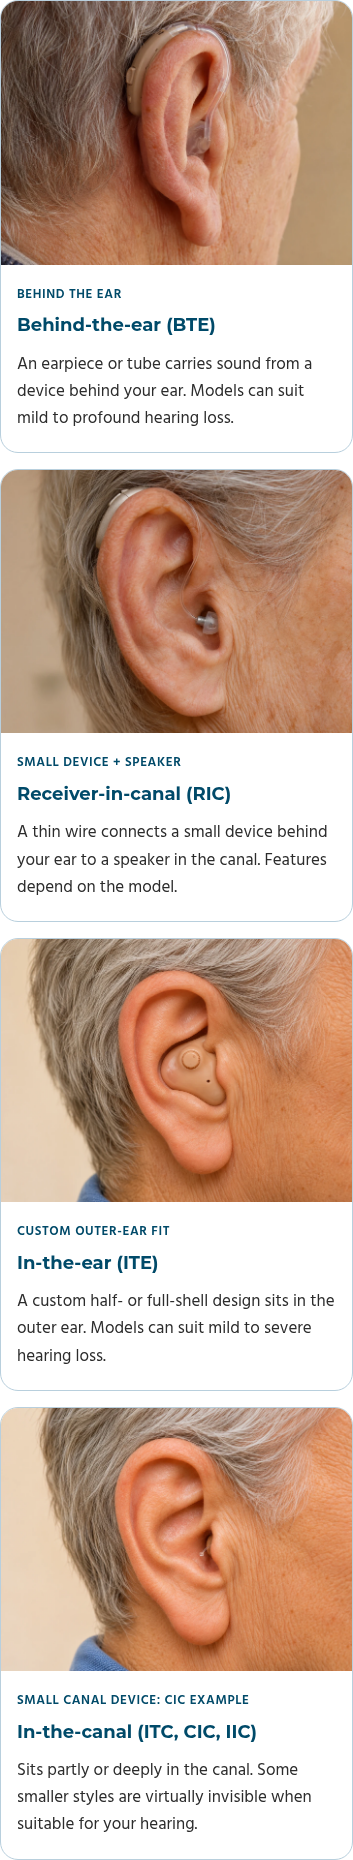 BEHIND THE EAR
Behind-the-ear (BTE)
An earpiece or tube carries sound from a
device behind your ear. Models can suit
mild to profound hearing loss.
SMALL DEVICE + SPEAKER
Receiver-in-canal (RIC)
A thin wire connects a small device behind
your ear to a speaker in the canal. Features
depend on the model.
CUSTOM OUTER-EAR FIT
In-the-ear (ITE)
A custom half- or full-shell design sits in the
outer ear. Models can suit mild to severe
hearing loss.
SMALL CANAL DEVICE: CIC EXAMPLE
In-the-canal (ITC, CIC, IIC)
Sits partly or deeply in the canal. Some
smaller styles are virtually invisible when
suitable for your hearing.